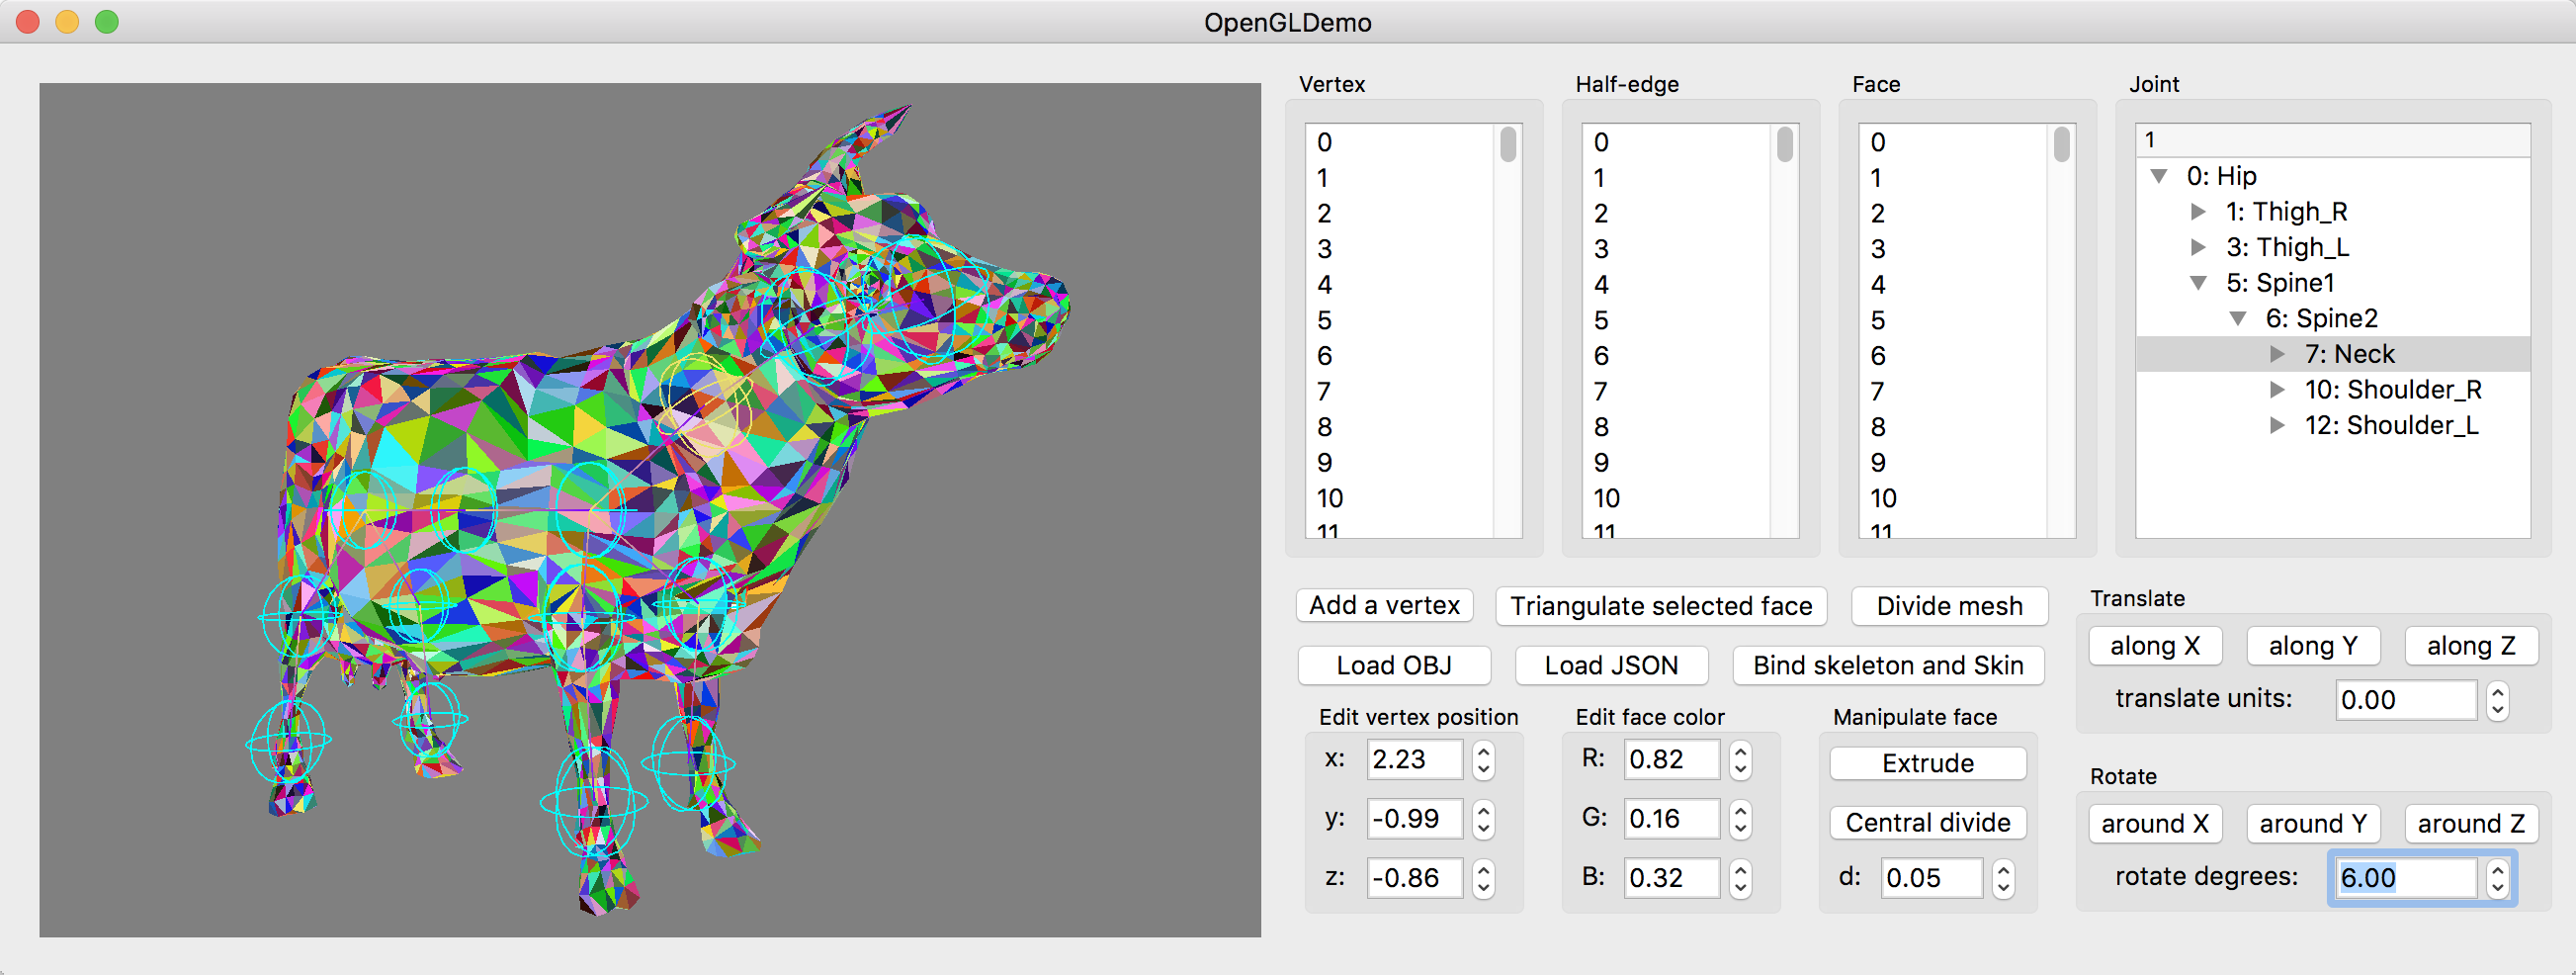 OpenGLDemo
Vertex
0
1
2
3
4
5
6
7
8
9
10
11
Half-edge
0
1
2
3
4
5
6
7
8
9
10
11
Face
0
1
2
3
4
5
6
7
8
9
10
11
Joint
1
0: Hip
1: Thigh_R
3: Thigh_L
5: Spine1
6: Spine2
7: Neck
10: Shoulder_R
12: Shoulder_L
Add a vertex
Triangulate selected face
Divide mesh
Load OBJ
Load JSON
Bind skeleton and Skin
Edit vertex position
x: 2.23
y: -0.99
z: -0.86
Edit face color
R: 0.82
G: 0.16
B: 0.32
Manipulate face
Extrude
Central divide
d: 0.05
Translate
along X
along Y
along Z
translate units: 0.00
Rotate
around X
around Y
around Z
rotate degrees: 6.00